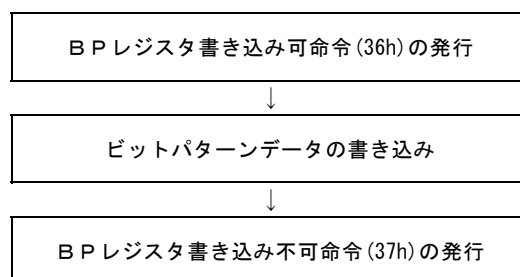 ＢＰレジスタ書き込み可命令(36h)の発行
↓
ビットパターンデータの書き込み
↓
ＢＰレジスタ書き込み不可命令(37h)の発行